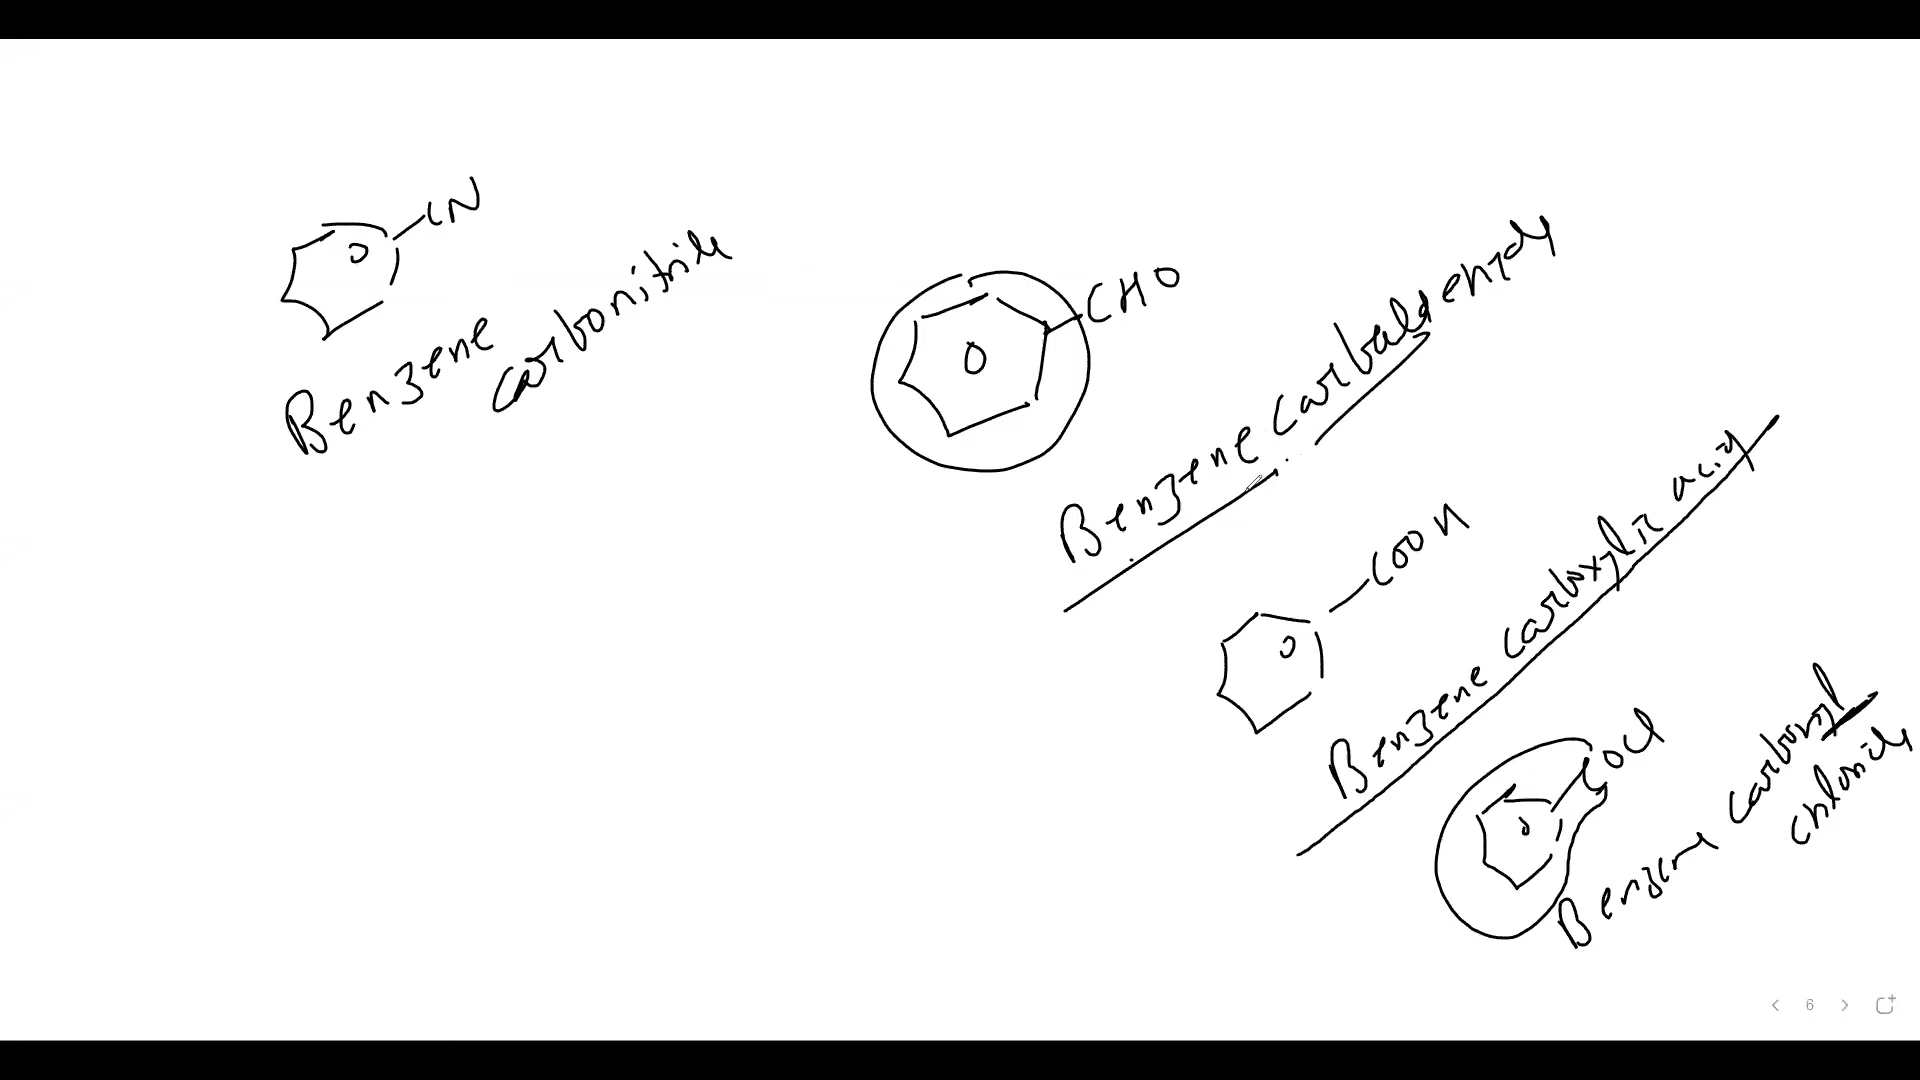 CN
Benzene
carbonitrile
CHO
Benzene Carbaldehyde
COOH
Benzene Carboxylic acid
COCl
Benzene Carbonyl
chloride
6